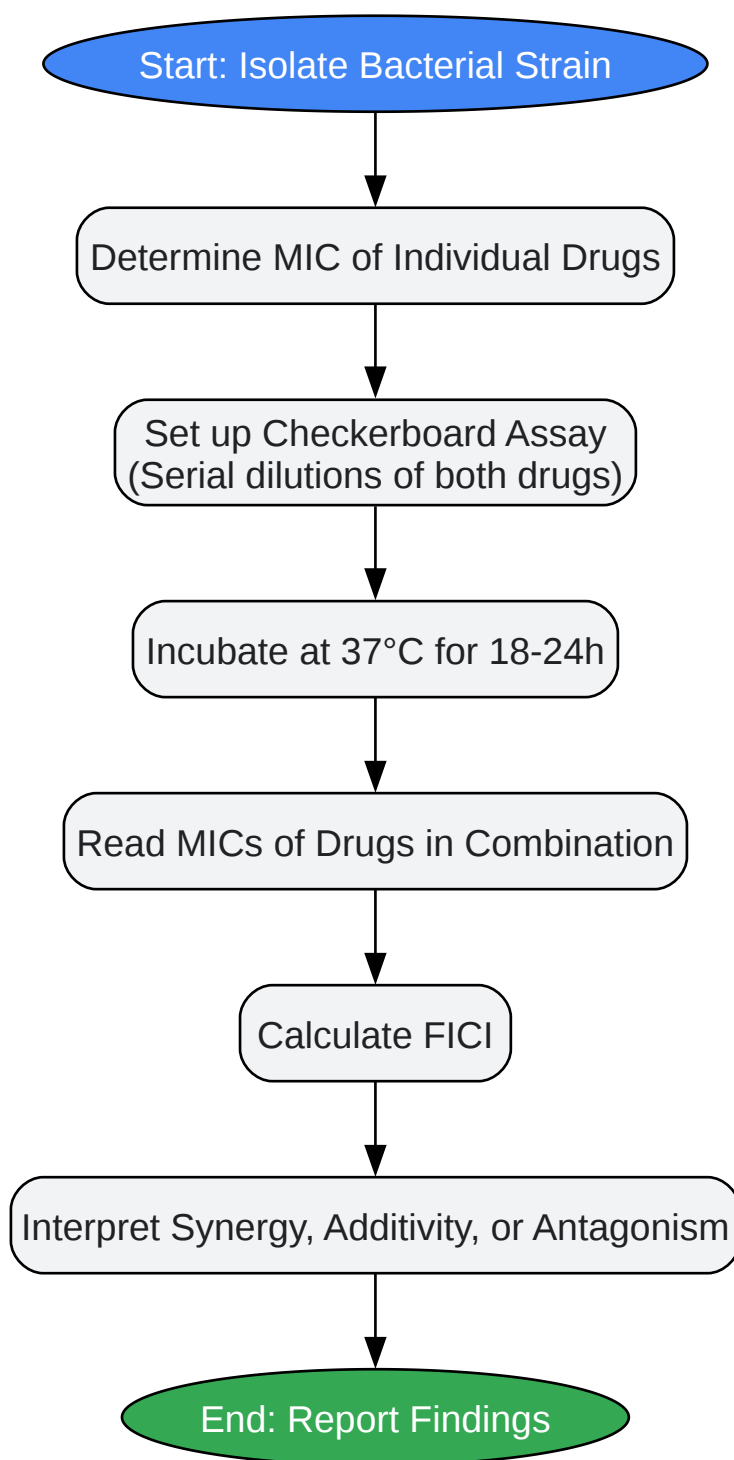 Start: Isolate Bacterial Strain
Determine MIC of Individual Drugs
Set up Checkerboard Assay
(Serial dilutions of both drugs)
Incubate at 37°C for 18-24h
Read MICs of Drugs in Combination
Calculate FICI
Interpret Synergy, Additivity, or Antagonism
End: Report Findings